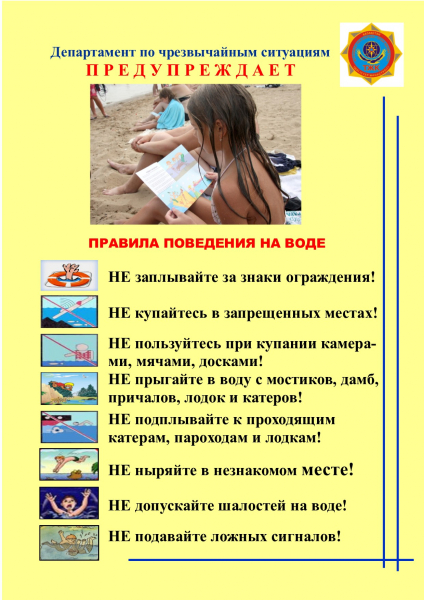 Департамент по чрезвычайным ситуациям
ПРЕДУПРЕЖДАЕТ
ПРАВИЛА ПОВЕДЕНИЯ НА ВОДЕ
НЕ заплывайте за знаки ограждения!
НЕ купайтесь в запрещенных местах!
НЕ пользуйтесь при купании камера-
ми, мячами, досками!
НЕ прыгайте в воду с мостиков, дамб,
причалов, лодок и катеров!
НЕ подплывайте к проходящим
катерам, пароходам и лодкам!
НЕ ныряйте в незнакомом месте!
НЕ допускайте шалостей на воде!
НЕ подавайте ложных сигналов!